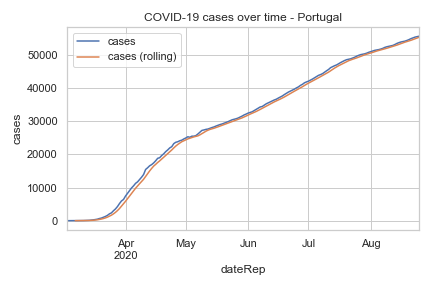 COVID-19 cases over time - Portugal
cases
cases (rolling)
50000
40000
30000
20000
10000
0
cases
Apr
2020
May
Jun
Jul
Aug
dateRep